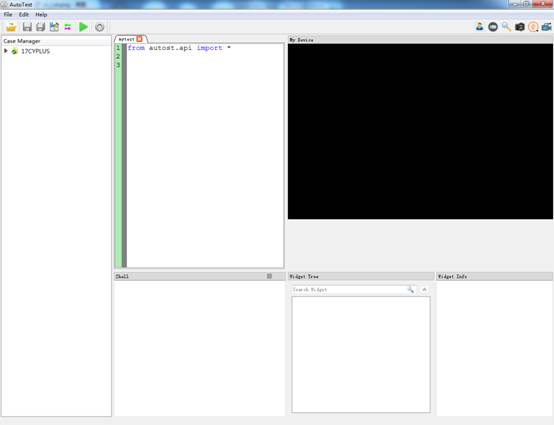 AutoTest
File Edit Help
Case Manager
17CYPLUS
mytest
My Device
1 from autost.api import *
2
3
Shell
Widget Tree
Widget Info
Search Widget